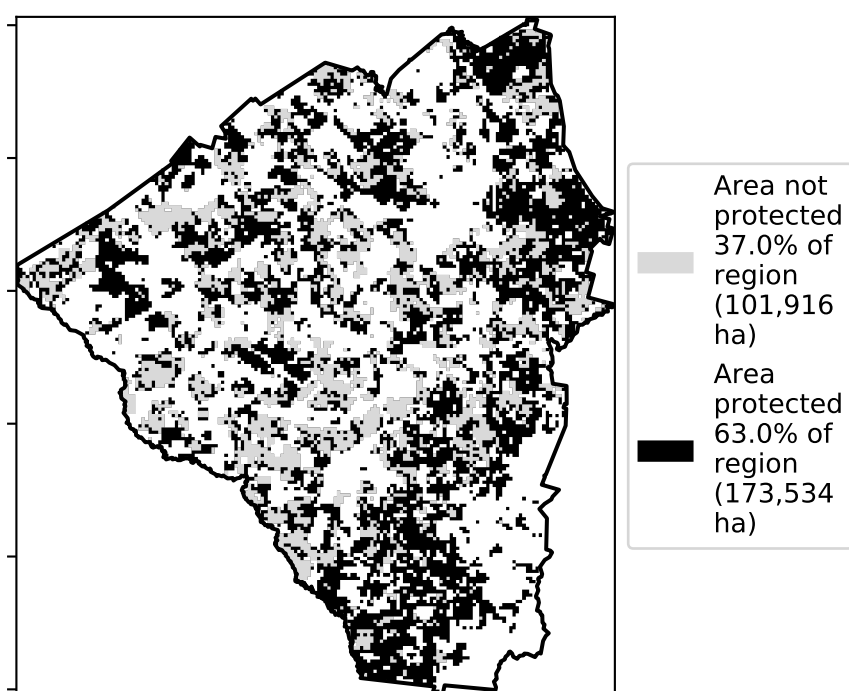 Area not
protected
37.0% of
region
(101,916
ha)
Area
protected
63.0% of
region
(173,534
ha)